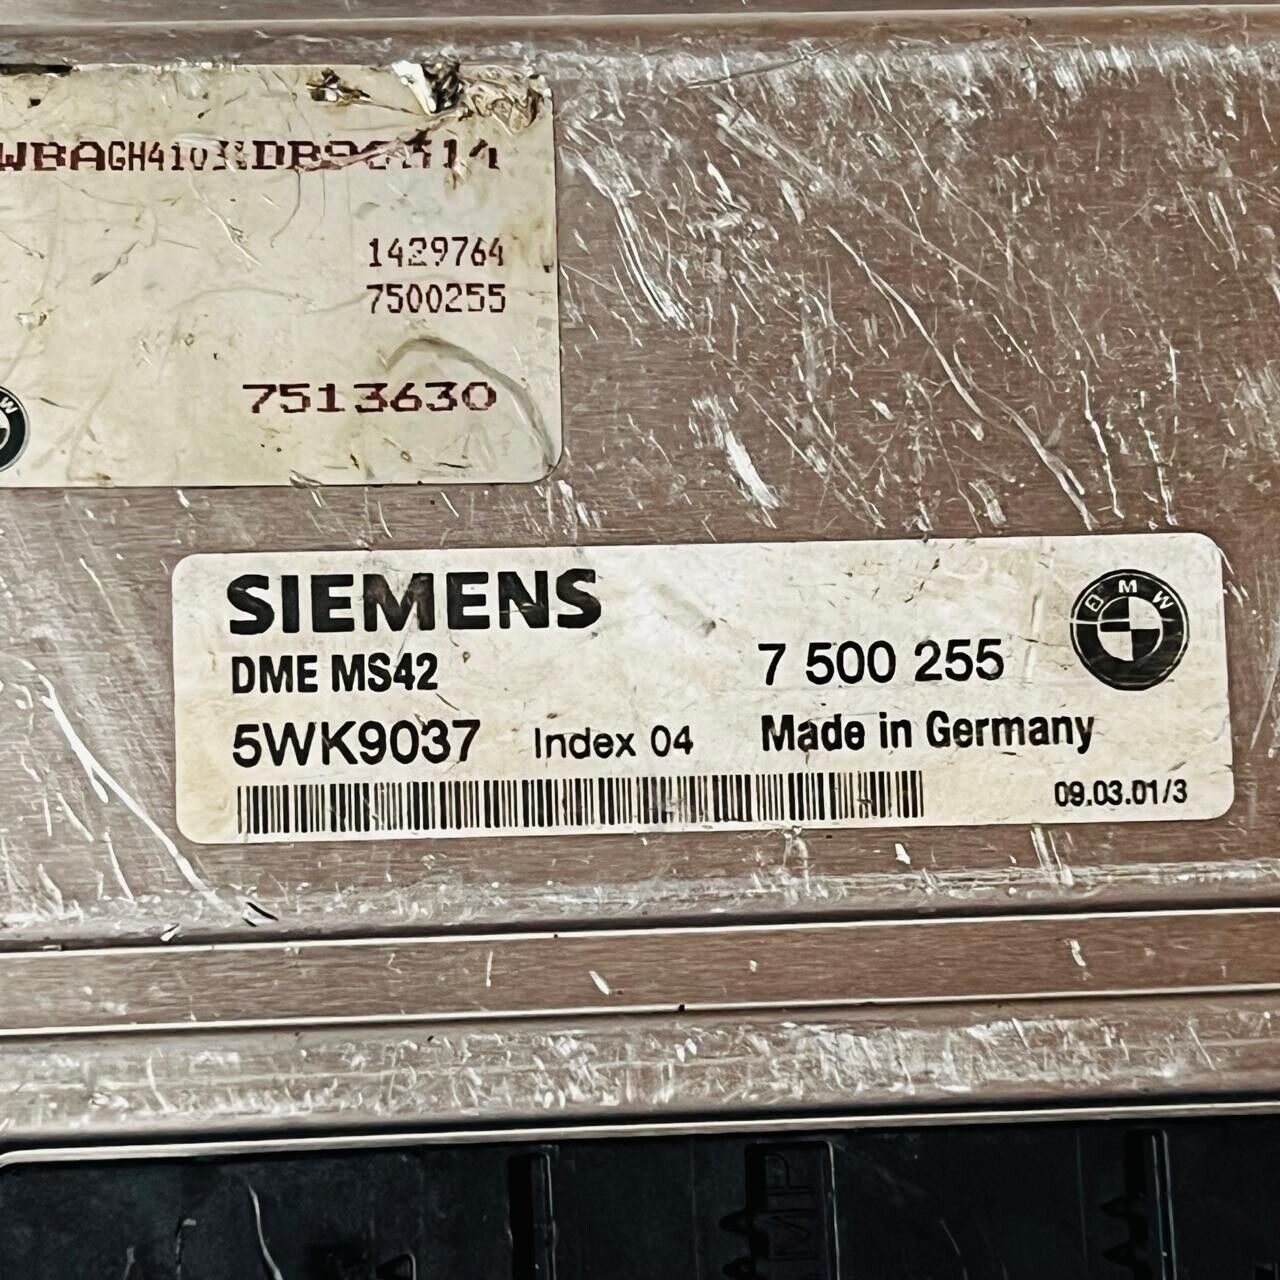 1429764
7500255
7513630
SIEMENS
BMW
DME MS42
7 500 255
5WK9037 Index 04 Made in Germany
09.03.01/3